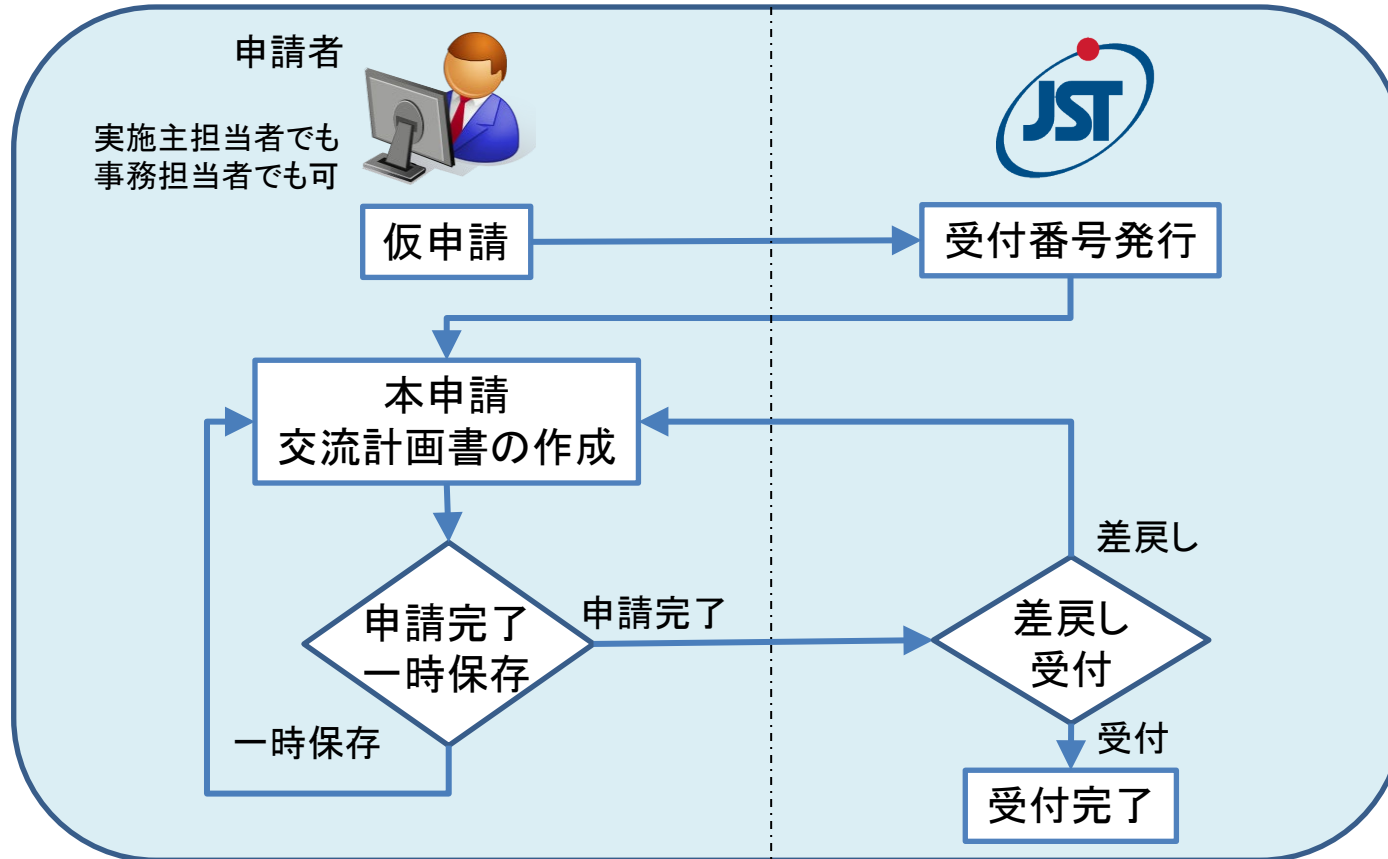 申請者
実施主担当者でも
事務担当者でも可
JST
仮申請
受付番号発行
本申請
交流計画書の作成
差戻し
申請完了
一時保存
申請完了
差戻し
受付
一時保存
受付
受付完了